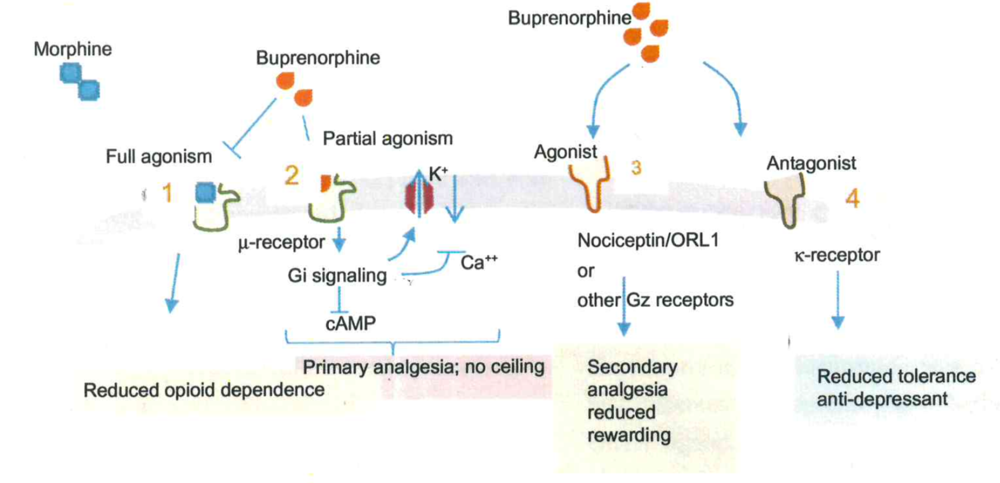 Morphine
Buprenorphine
Buprenorphine
Full agonism
Partial agonism
Agonist
Antagonist
1
2
K⁺
3
4
μ-receptor
Gi signaling
Ca⁺⁺
cAMP
Nociceptin/ORL1
or
other Gz receptors
κ-receptor
Reduced opioid dependence
Primary analgesia; no ceiling
Secondary
analgesia
reduced
rewarding
Reduced tolerance
anti-depressant